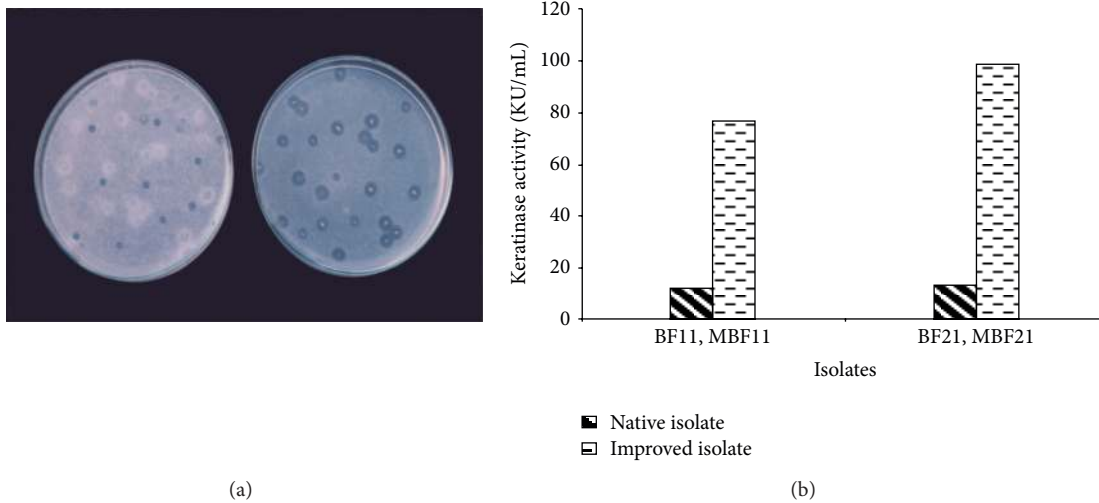 120
100
80
60
40
20
0
Keratinase activity (KU/mL)
BF11, MBF11
BF21, MBF21
Isolates
Native isolate
Improved isolate
(a)
(b)